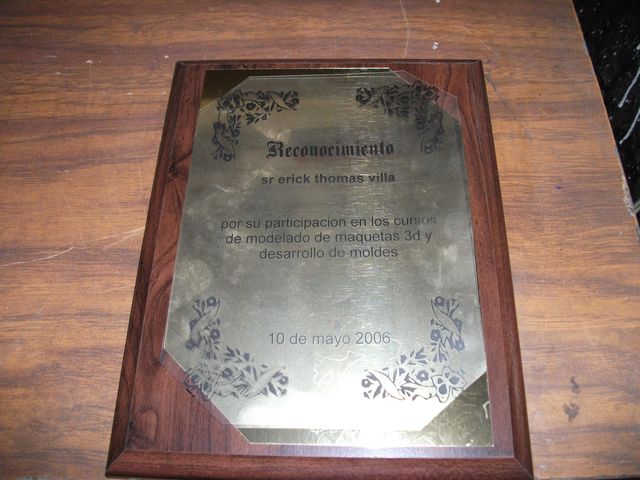 Reconocimiento
sr erick thomas villa
por su participacion en los cursos
de modelado de maquetas 3d y
desarrollo de moldes
10 de mayo 2006